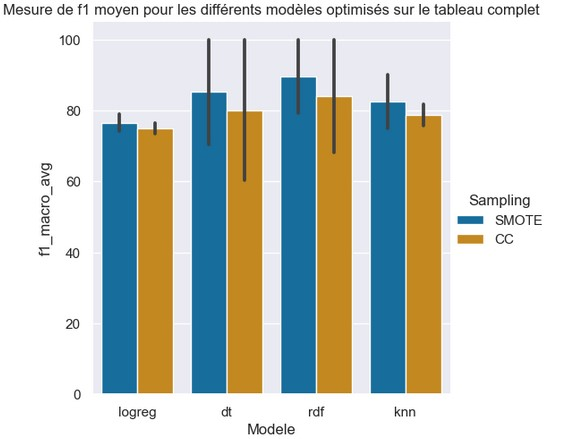 Mesure de f1 moyen pour les différents modèles optimisés sur le tableau complet
100
80
60
40
20
0
f1_macro_avg
logreg dt rdf knn
Modele
Sampling
SMOTE
CC